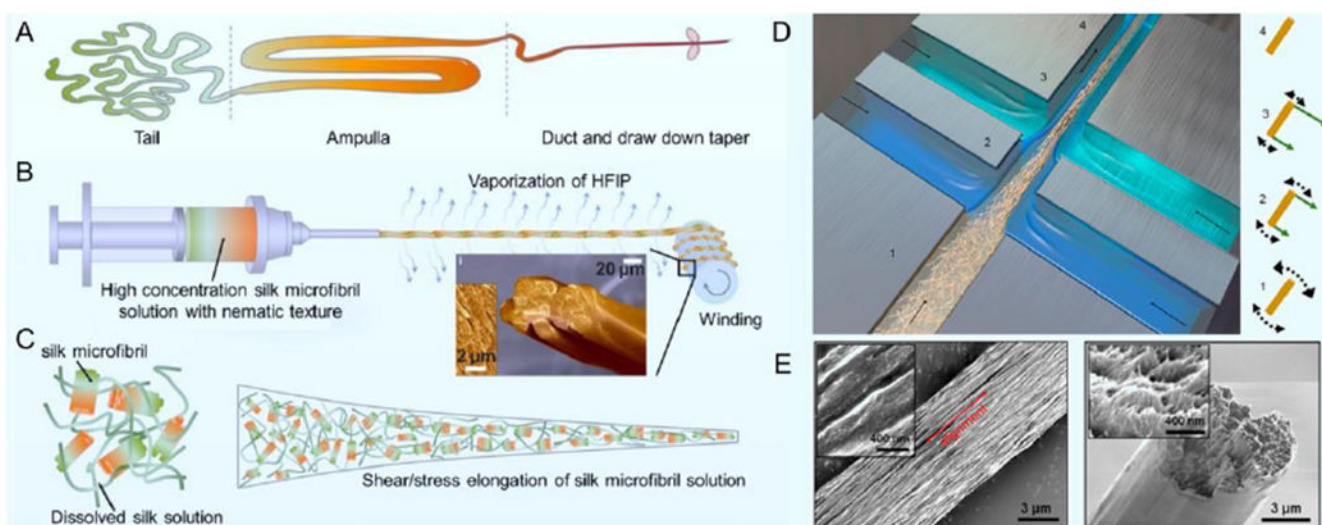 A
Tail
Ampulla
Duct and draw down taper
B
Vaporization of HFIP
High concentration silk microfibril
solution with nematic texture
i
20 μm
2 μm
Winding
C
silk microfibril
Dissolved silk solution
Shear/stress elongation of silk microfibril solution
D
4
3
2
1
4
3
2
1
E
400 nm
alignment
3 μm
400 nm
3 μm